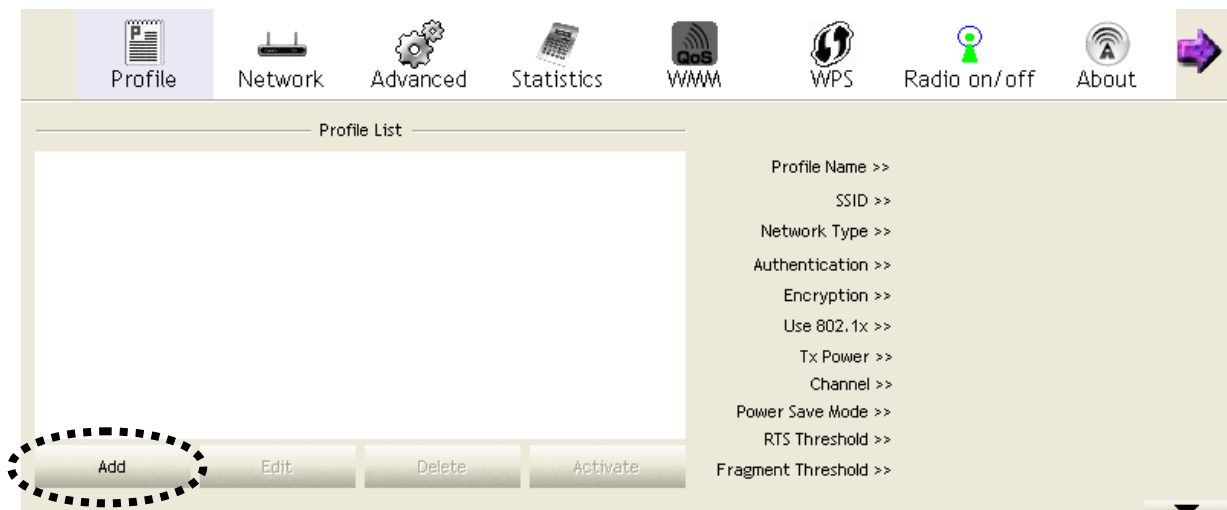 Profile Network Advanced Statistics WMM WPS Radio on/off About
QoS
Profile List
Profile Name >>
SSID >>
Network Type >>
Authentication >>
Encryption >>
Use 802.1x >>
Tx Power >>
Channel >>
Power Save Mode >>
RTS Threshold >>
Fragment Threshold >>
Add Edit Delete Activate